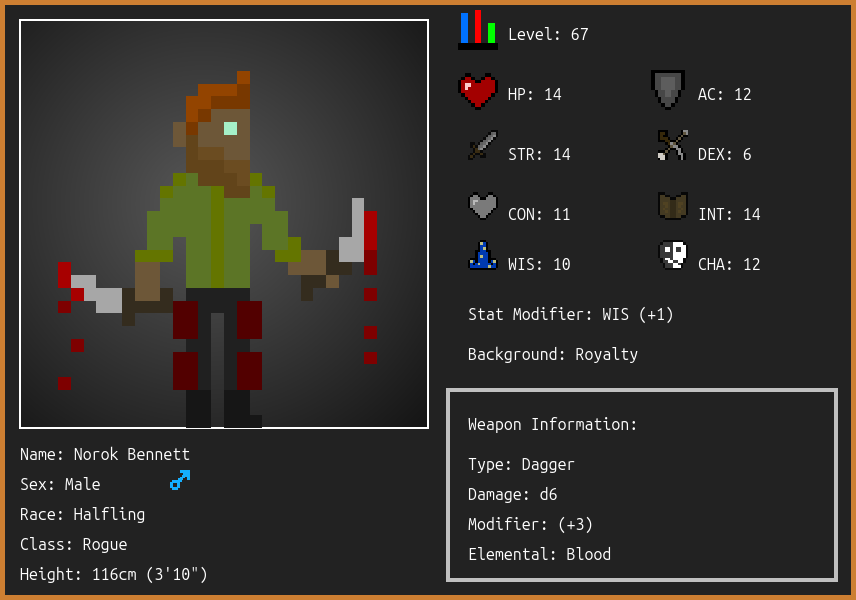 Level: 67
HP: 14
AC: 12
STR: 14
DEX: 6
CON: 11
INT: 14
WIS: 10
CHA: 12
Stat Modifier: WIS (+1)
Background: Royalty
Weapon Information:
Type: Dagger
Damage: d6
Modifier: (+3)
Elemental: Blood
Name: Norok Bennett
Sex: Male
Race: Halfling
Class: Rogue
Height: 116cm (3'10")